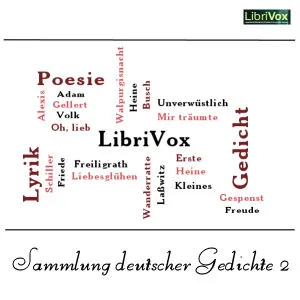 LibriVox
Poesie
Alexis
Adam
Gellert
Volk
Oh, lieb
Walpurgisnacht
Heine
Busch
Unverwüstlich
Mir träumte
LibriVox
Lyrik
Schiller
Friede
Freiligrath
Liebesglühen
Wanderratte
Laßwitz
Erste
Heine
Kleines
Gedicht
Gespenst
Freude
Sammlung deutscher Gedichte 2